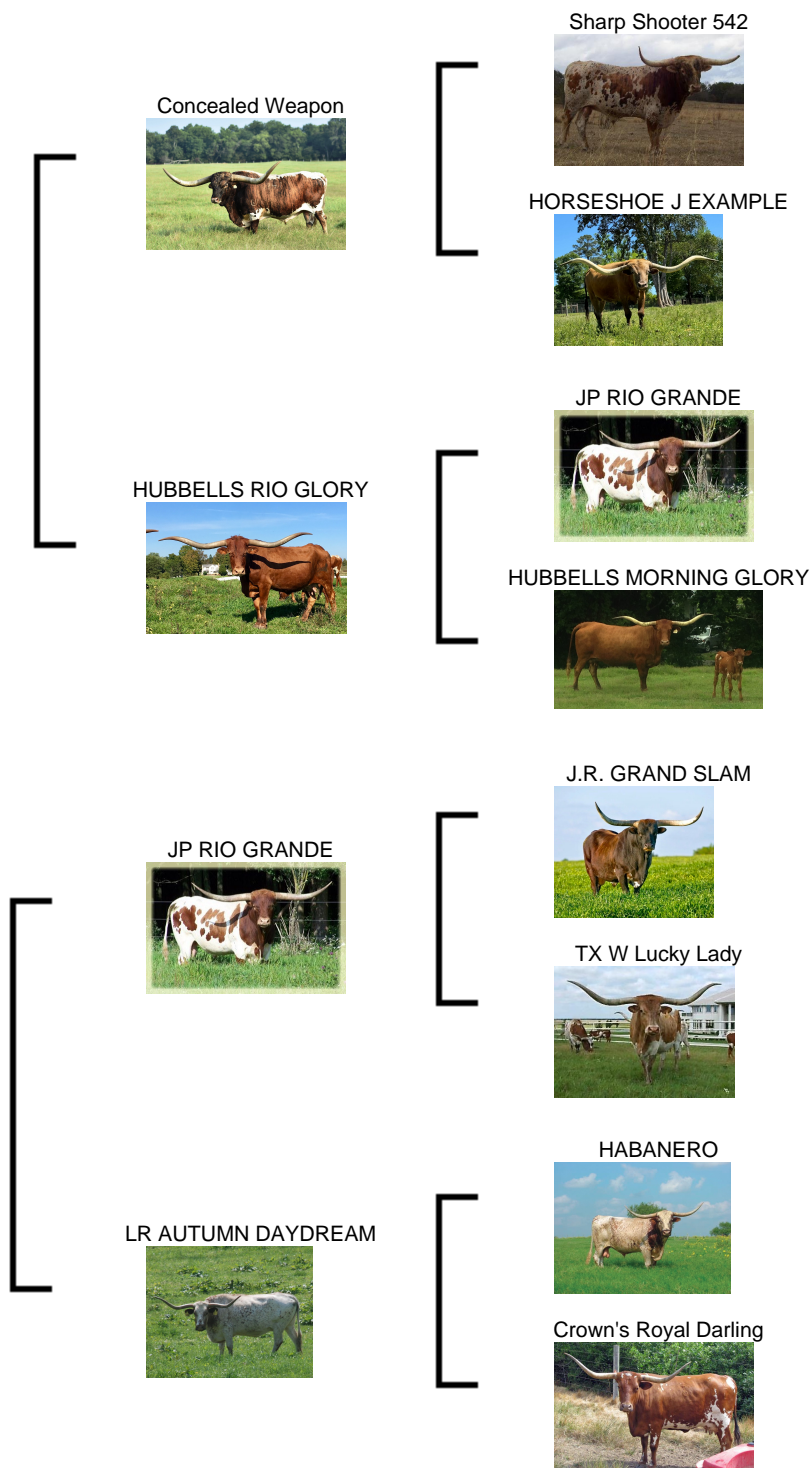 Sharp Shooter 542
Concealed Weapon
HORSESHOE J EXAMPLE
JP RIO GRANDE
HUBBELLS RIO GLORY
HUBBELLS MORNING GLORY
J.R. GRAND SLAM
JP RIO GRANDE
TX W Lucky Lady
HABANERO
LR AUTUMN DAYDREAM
Crown's Royal Darling